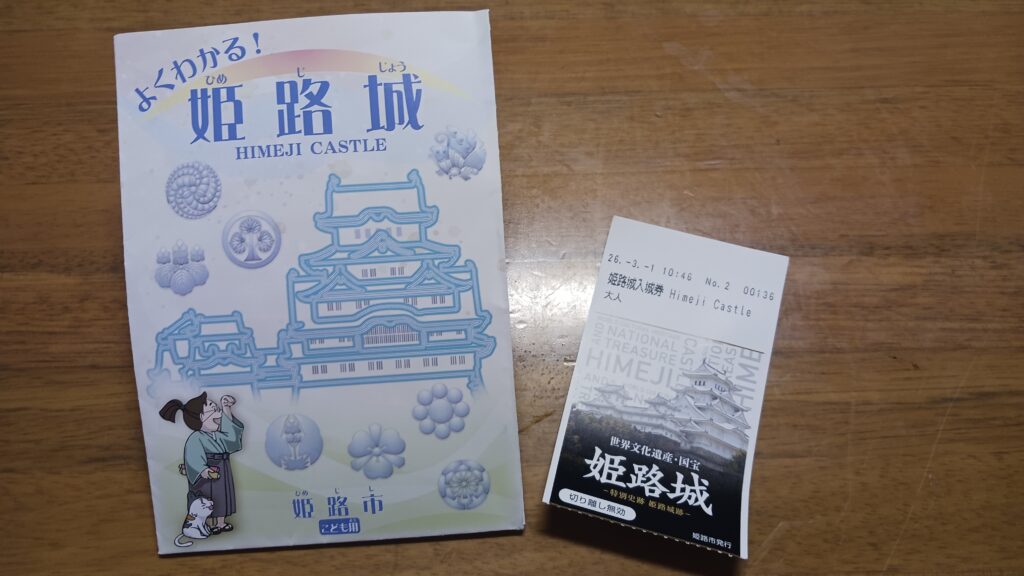 よくわかる！
ひめ じ じょう
姫路城
HIMEJI CASTLE
ひめ じ し
姫路市
こども用
26.-3.-1 10:46 No.2 00136
姫路城入城券 Himeji Castle
大人
NATIONAL
TREASURE
HIMEJI
世界文化遺産・国宝
姫路城
-特別史跡 姫路城跡-
切り離し無効
姫路市発行